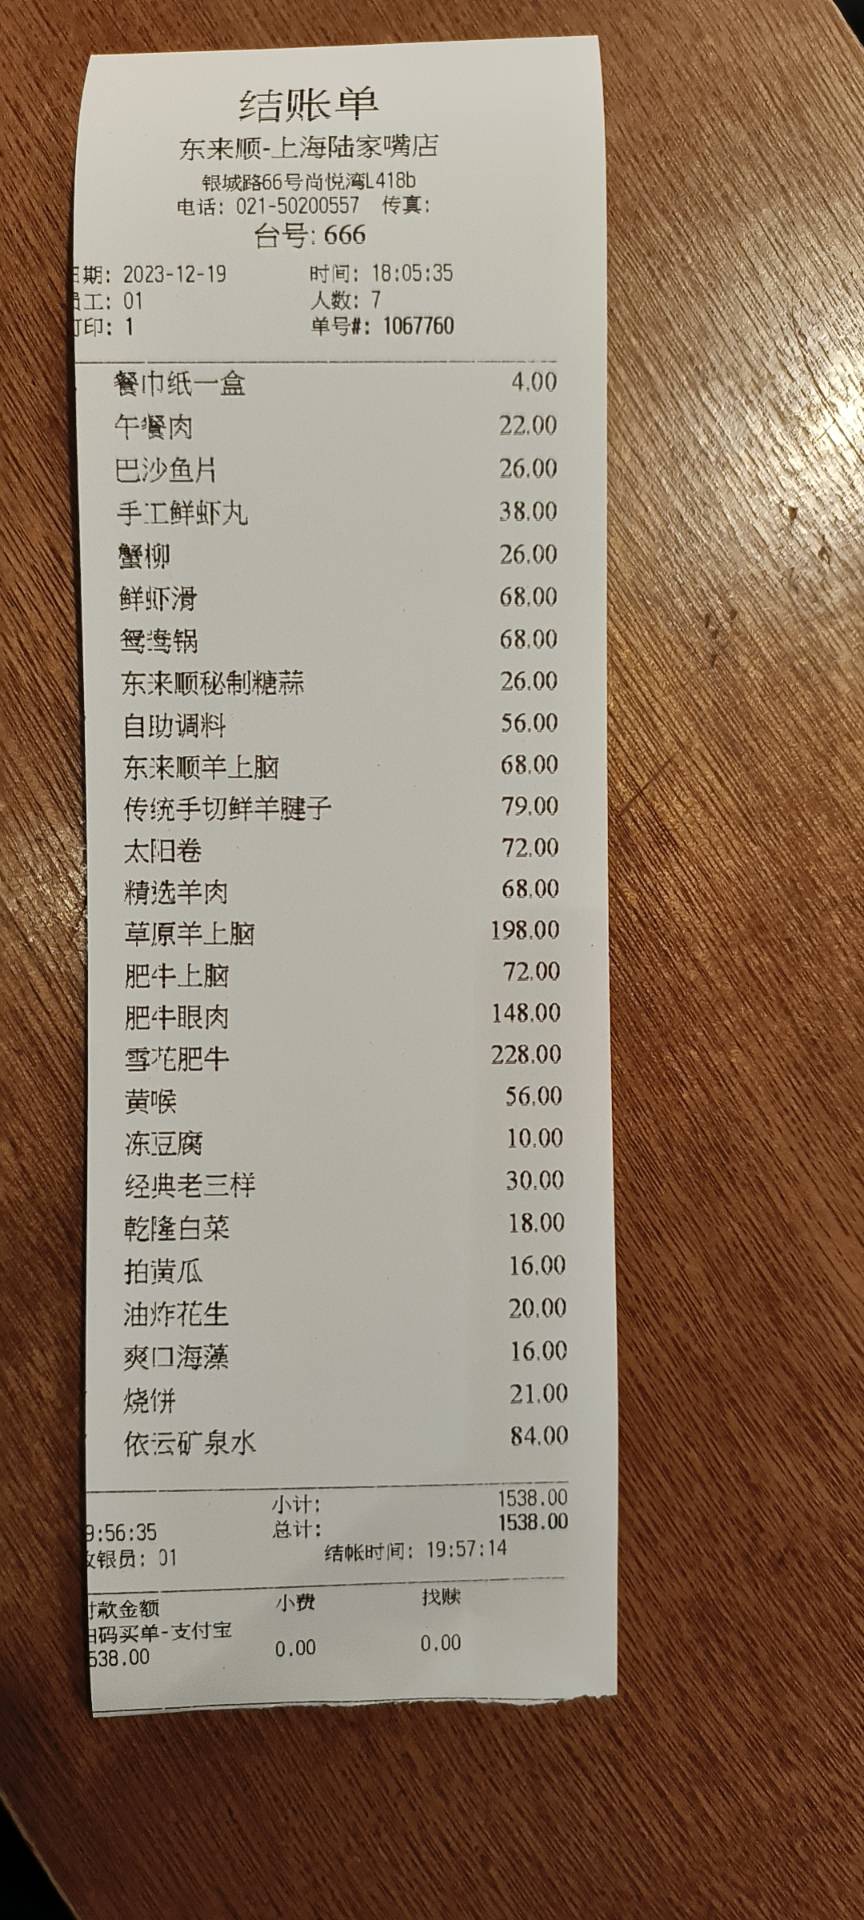 结账单
东来顺-上海陆家嘴店
银城路66号尚悦湾L418b
电话: 021-50200557 传真:
台号: 666
日期: 2023-12-19 时间: 18:05:35
员工: 01 人数: 7
打印: 1 单号#: 1067760
餐巾纸一盒 4.00
午餐肉 22.00
巴沙鱼片 26.00
手工鲜虾丸 38.00
蟹柳 26.00
鲜虾滑 68.00
鸳鸯锅 68.00
东来顺秘制糖蒜 26.00
自助调料 56.00
东来顺羊上脑 68.00
传统手切鲜羊腱子 79.00
太阳卷 72.00
精选羊肉 68.00
草原羊上脑 198.00
肥牛上脑 72.00
肥牛眼肉 148.00
雪花肥牛 228.00
黄喉 56.00
冻豆腐 10.00
经典老三样 30.00
乾隆白菜 18.00
拍黄瓜 16.00
油炸花生 20.00
爽口海藻 16.00
烧饼 21.00
依云矿泉水 84.00
小计: 1538.00
9:56:35 总计: 1538.00
收银员: 01 结帐时间: 19:57:14
付款金额 小费 找赎
扫码买单-支付宝
538.00 0.00 0.00